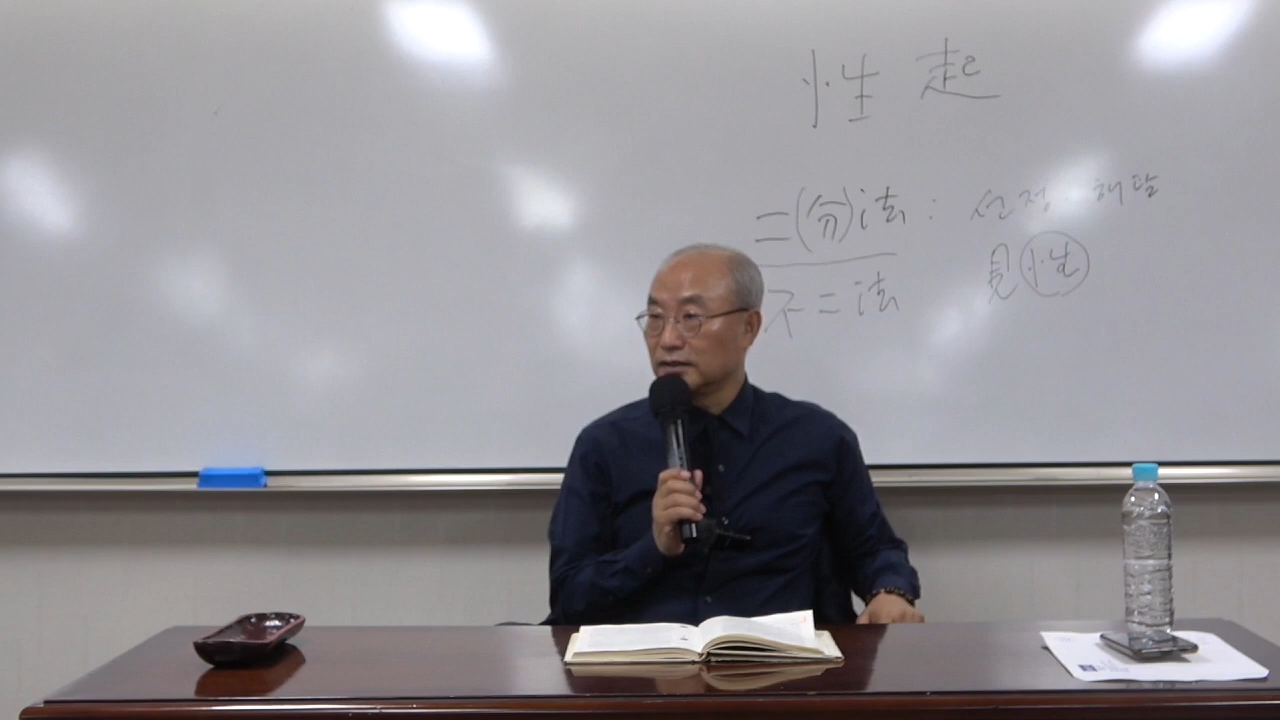 性起
二(分)法 : 선정. 해탈
不二法 見性